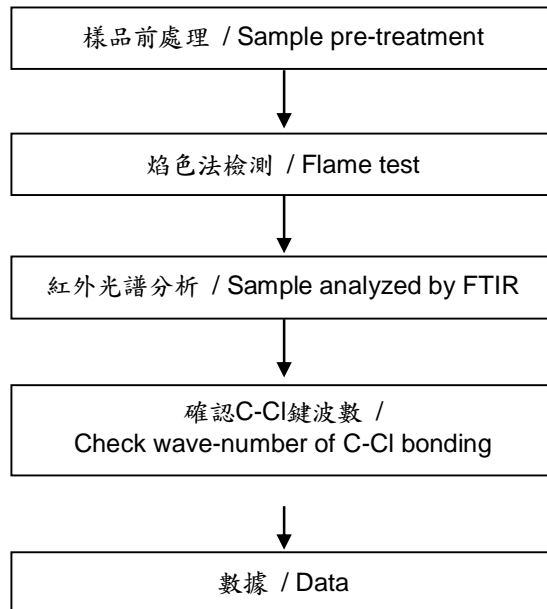 樣品前處理 / Sample pre-treatment
焰色法檢測 / Flame test
紅外光譜分析 / Sample analyzed by FTIR
確認C-Cl鍵波數 /
Check wave-number of C-Cl bonding
數據 / Data